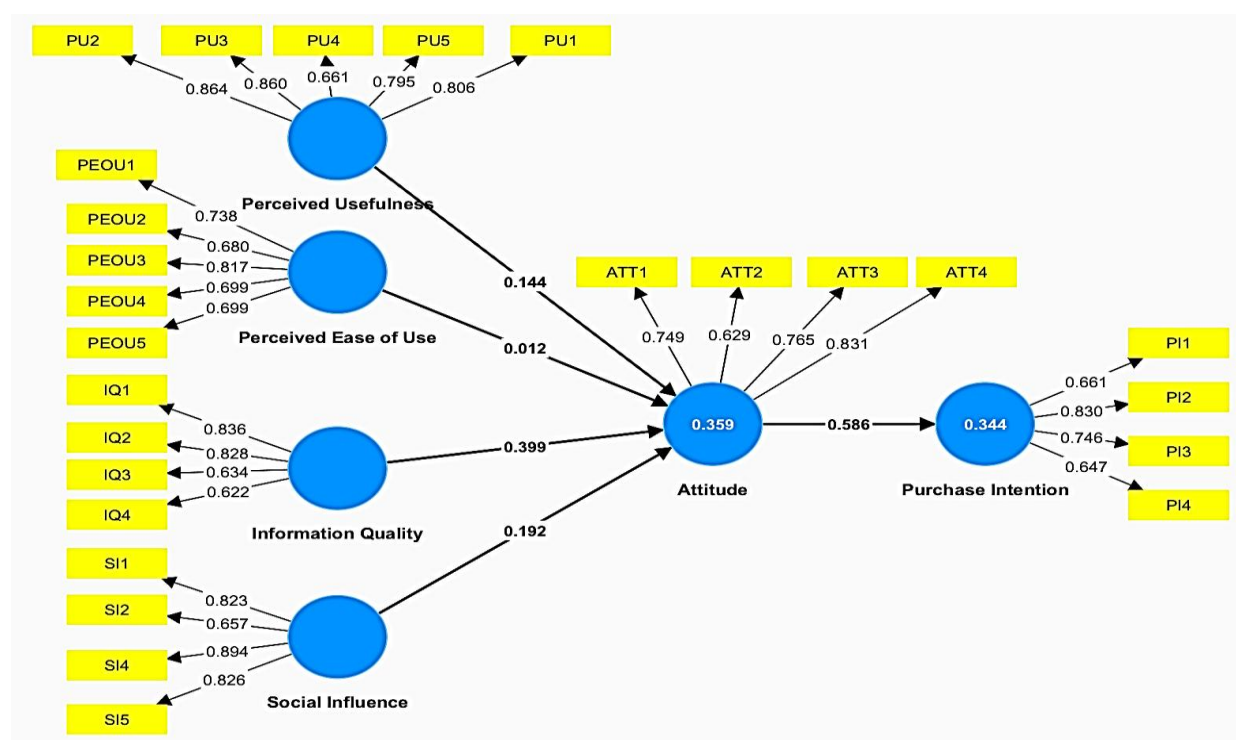 PU2
PU3
PU4
PU5
PU1
0.864
0.860
0.661
0.795
0.806
Perceived Usefulness
PEOU1
PEOU2
PEOU3
PEOU4
PEOU5
0.738
0.680
0.817
0.699
0.699
Perceived Ease of Use
IQ1
IQ2
IQ3
IQ4
0.836
0.828
0.634
0.622
Information Quality
SI1
SI2
SI4
SI5
0.823
0.657
0.894
0.826
Social Influence
0.144
0.012
0.399
0.192
ATT1
ATT2
ATT3
ATT4
0.749
0.629
0.765
0.831
0.359
Attitude
0.586
0.344
Purchase Intention
0.661
0.830
0.746
0.647
PI1
PI2
PI3
PI4